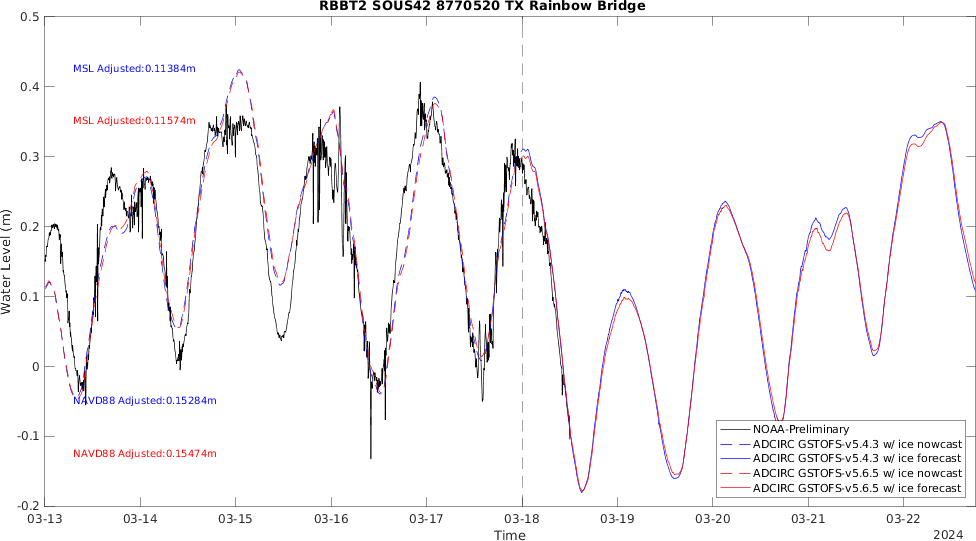 RBBT2 SOUS42 8770520 TX Rainbow Bridge
0.5
0.4
0.3
0.2
0.1
0
-0.1
-0.2
Water Level (m)
MSL Adjusted:0.11384m
MSL Adjusted:0.11574m
NAVD88 Adjusted:0.15284m
NAVD88 Adjusted:0.15474m
NOAA-Preliminary
ADCIRC GSTOFS-v5.4.3 w/ ice nowcast
ADCIRC GSTOFS-v5.4.3 w/ ice forecast
ADCIRC GSTOFS-v5.6.5 w/ ice nowcast
ADCIRC GSTOFS-v5.6.5 w/ ice forecast
03-13 03-14 03-15 03-16 03-17 03-18 03-19 03-20 03-21 03-22
Time
2024